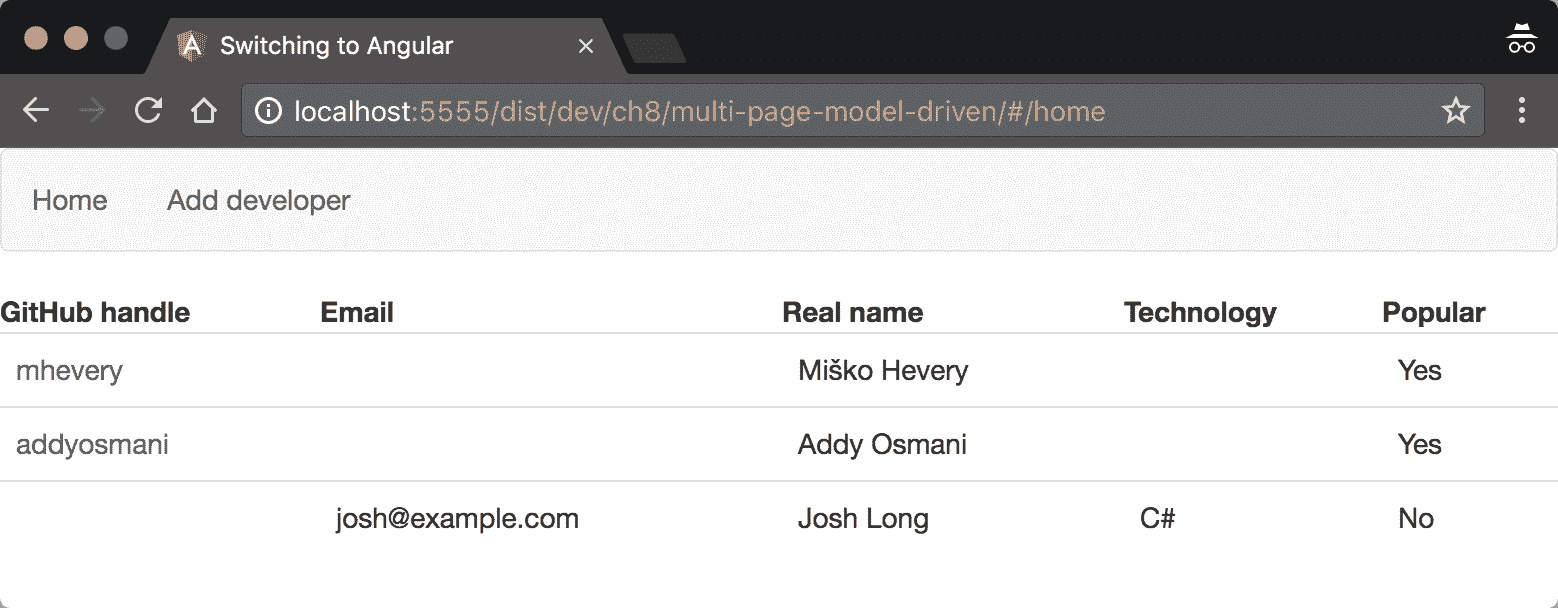 Switching to Angular
localhost:5555/dist/dev/ch8/multi-page-model-driven/#/home
Home Add developer
GitHub handle Email Real name Technology Popular
mhevery Miško Hevery Yes
addyosmani Addy Osmani Yes
josh@example.com Josh Long C# No